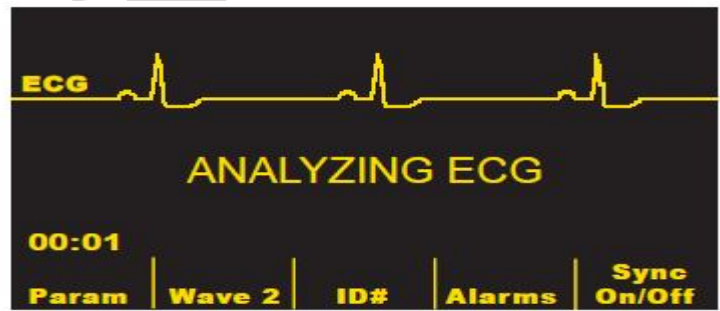 ECG
ANALYZING ECG
00:01
Param Wave 2 ID# Alarms Sync On/Off